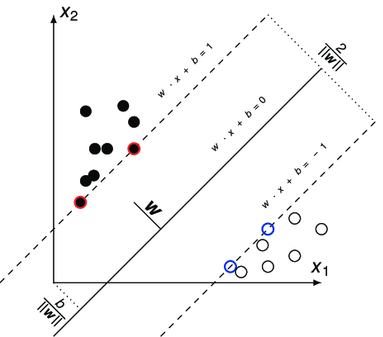 x₂
w · x + b = 1
2
||w||
w · x + b = 0
w · x + b = − 1
w
x₁
b
||w||